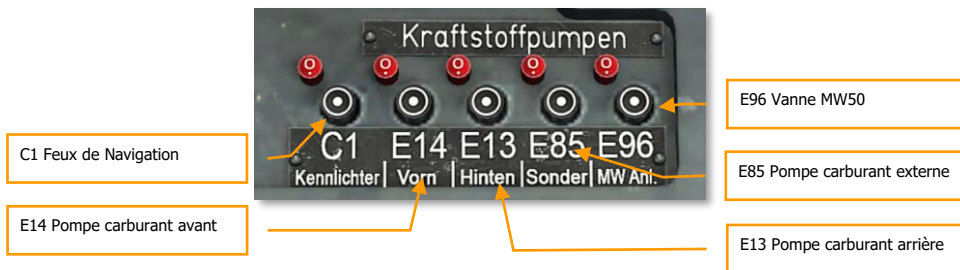 Kraftstoffpumpen
C1 E14 E13 E85 E96
Kennlichter Vorn Hinten Sonder MW Anl.
C1 Feux de Navigation
E14 Pompe carburant avant
E96 Vanne MW50
E85 Pompe carburant externe
E13 Pompe carburant arrière